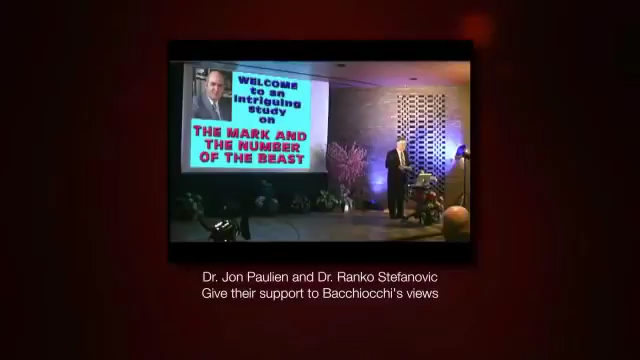 WELCOME
to an
intriguing
study
on
THE MARK AND
THE NUMBER
OF THE BEAST
Dr. Jon Paulien and Dr. Ranko Stefanovic
Give their support to Bacchiocchi's views